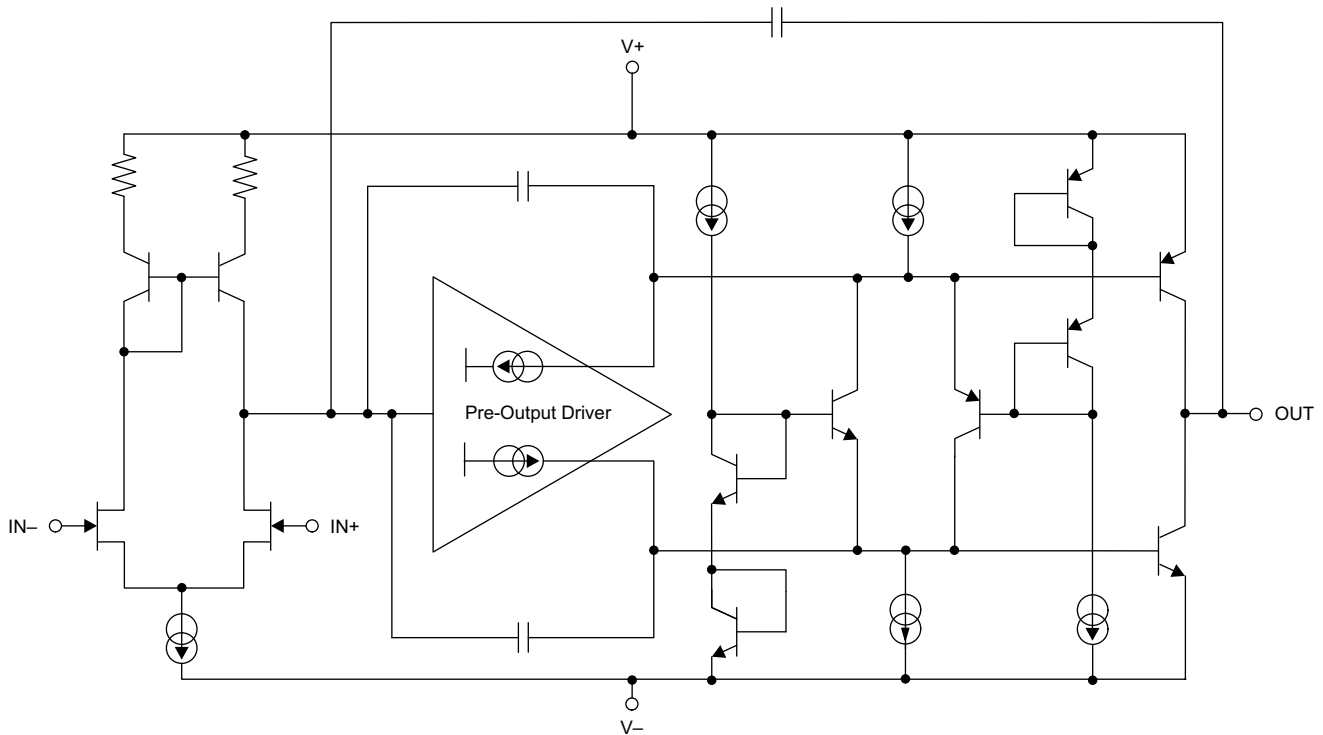 V+
Pre-Output Driver
OUT
IN–
IN+
V–